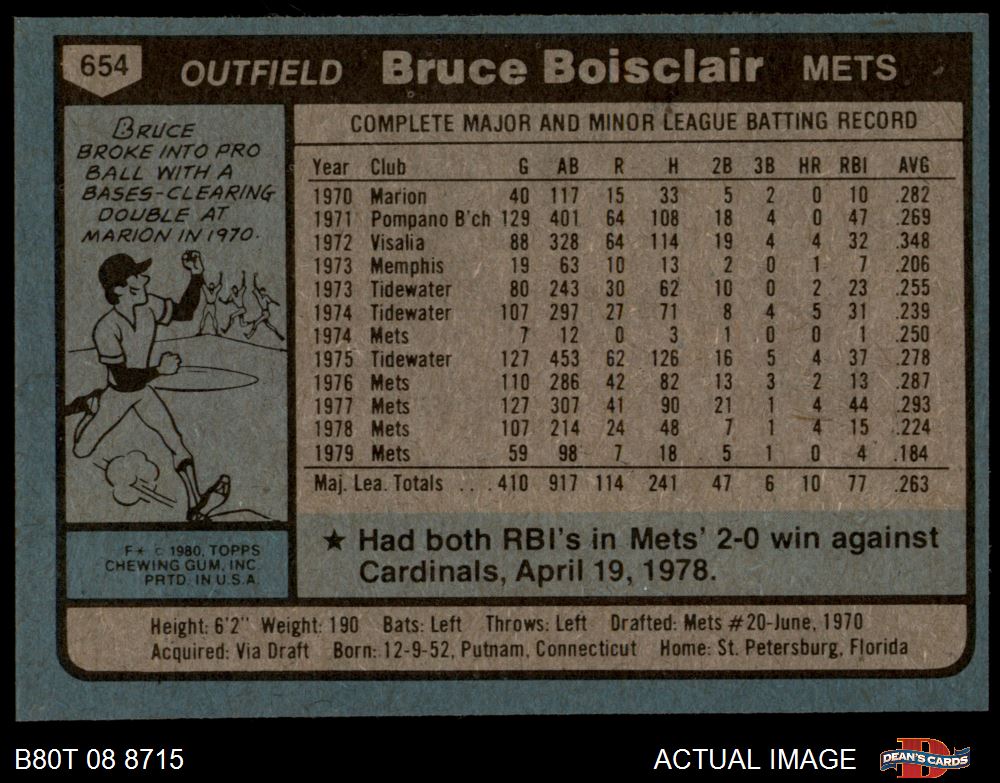 654 OUTFIELD Bruce Boisclair METS
BRUCE
BROKE INTO PRO
BALL WITH A
BASES-CLEARING
DOUBLE AT
MARION IN 1970.
COMPLETE MAJOR AND MINOR LEAGUE BATTING RECORD
Year Club G AB R H 2B 3B HR RBI AVG
1970 Marion 40 117 15 33 5 2 0 10 .282
1971 Pompano B'ch 129 401 64 108 18 4 0 47 .269
1972 Visalia 88 328 64 114 19 4 4 32 .348
1973 Memphis 19 63 10 13 2 0 1 7 .206
1973 Tidewater 80 243 30 62 10 0 2 23 .255
1974 Tidewater 107 297 27 71 8 4 5 31 .239
1974 Mets 7 12 0 3 1 0 0 1 .250
1975 Tidewater 127 453 62 126 16 5 4 37 .278
1976 Mets 110 286 42 82 13 3 2 13 .287
1977 Mets 127 307 41 90 21 1 4 44 .293
1978 Mets 107 214 24 48 7 1 4 15 .224
1979 Mets 59 98 7 18 5 1 0 4 .184
Maj. Lea. Totals . . . 410 917 114 241 47 6 10 77 .263
★ Had both RBI's in Mets' 2-0 win against
Cardinals, April 19, 1978.
F* © 1980, TOPPS
CHEWING GUM, INC.
PRTD. IN U.S.A.
Height: 6'2" Weight: 190 Bats: Left Throws: Left Drafted: Mets #20-June, 1970
Acquired: Via Draft Born: 12-9-52, Putnam, Connecticut Home: St. Petersburg, Florida
B80T 08 8715 ACTUAL IMAGE DEAN'S CARDS